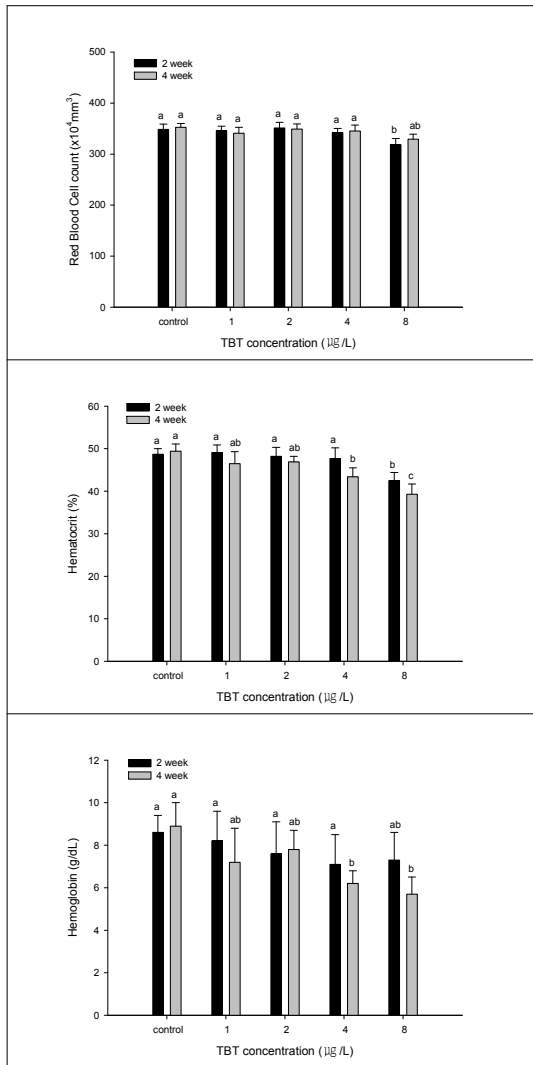 500
400
300
200
100
0
Red Blood Cell count (x10⁴mm³)
2 week
4 week
a a a a a a a a b ab
control 1 2 4 8
TBT concentration (㎍/L)
60
50
40
30
20
10
0
Hematocrit (%)
2 week
4 week
a a a ab a ab a b b c
control 1 2 4 8
TBT concentration (㎍/L)
12
10
8
6
4
2
0
Hemoglobin (g/dL)
2 week
4 week
a a a ab a ab a b ab b
control 1 2 4 8
TBT concentration (㎍/L)